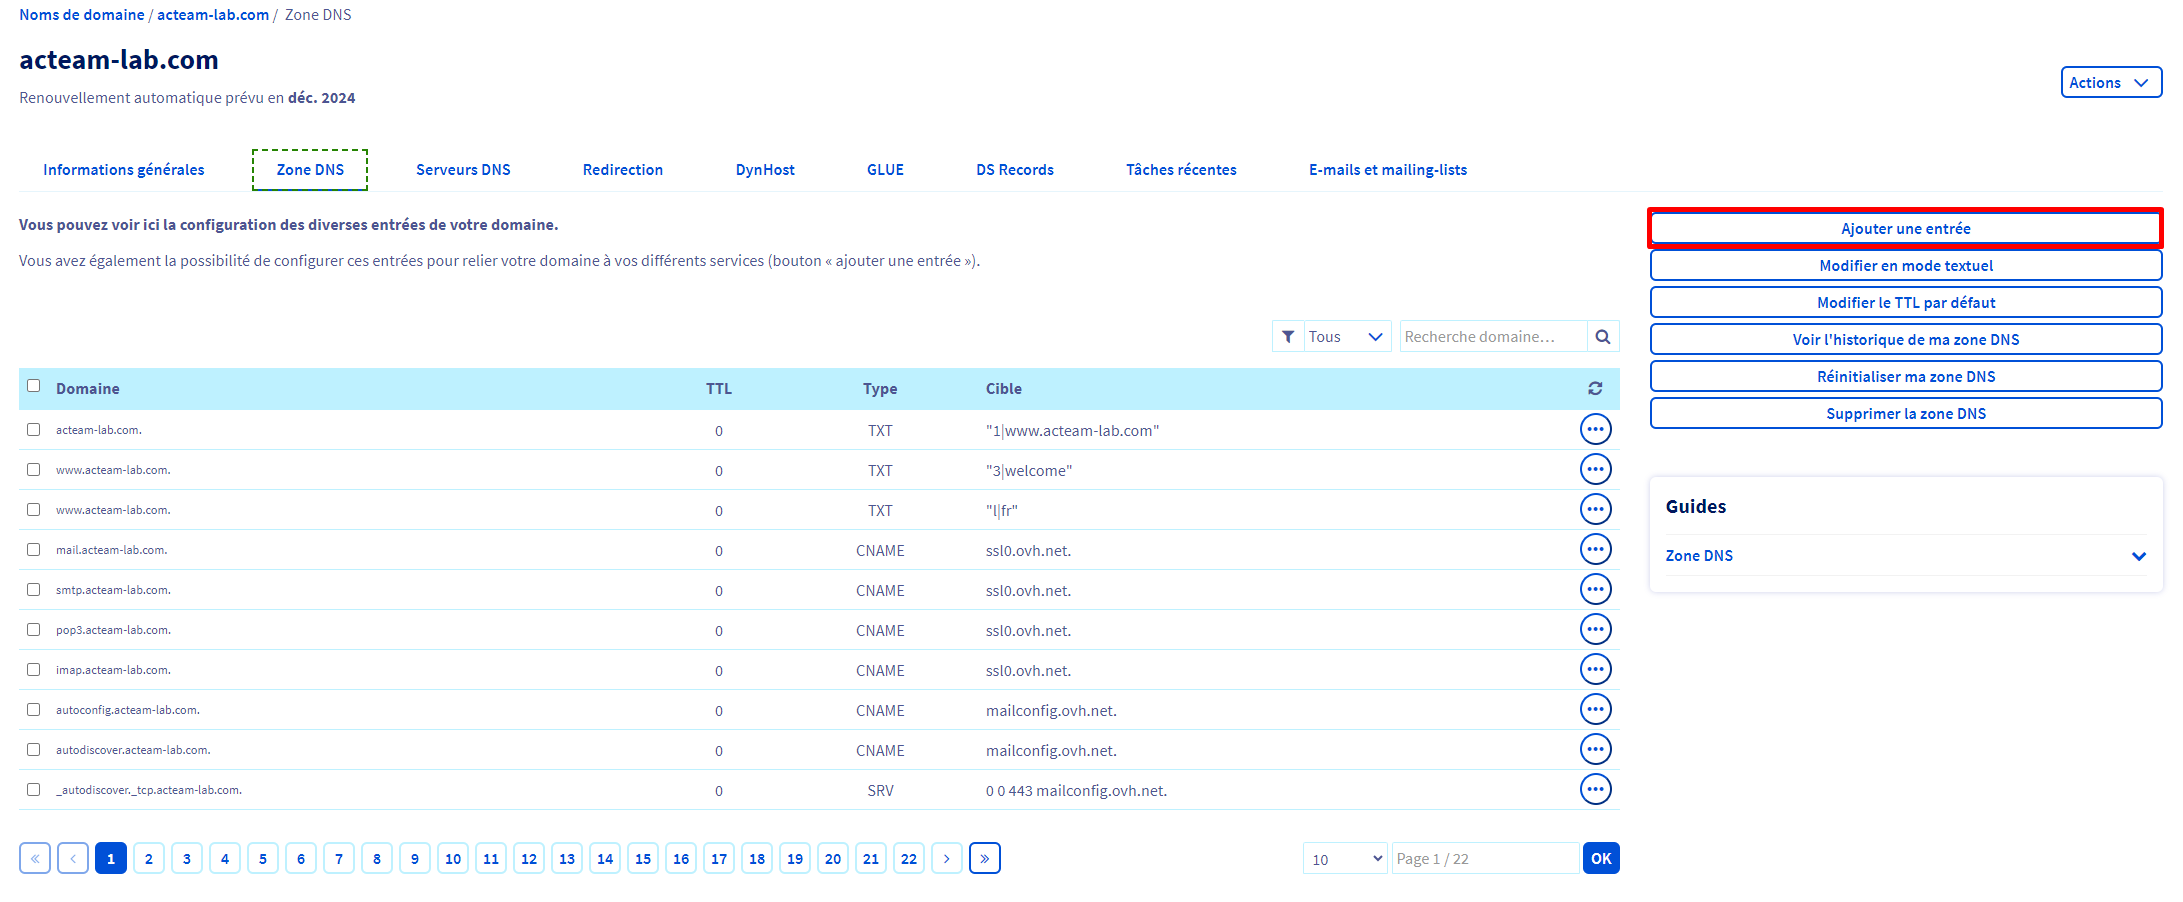 Noms de domaine / acteam-lab.com / Zone DNS
acteam-lab.com
Renouvellement automatique prévu en déc. 2024
Actions
Informations générales Zone DNS Serveurs DNS Redirection DynHost GLUE DS Records Tâches récentes E-mails et mailing-lists
Vous pouvez voir ici la configuration des diverses entrées de votre domaine.
Vous avez également la possibilité de configurer ces entrées pour relier votre domaine à vos différents services (bouton « ajouter une entrée »).
Tous Recherche domaine...
Domaine TTL Type Cible
acteam-lab.com. 0 TXT "1|www.acteam-lab.com"
www.acteam-lab.com. 0 TXT "3|welcome"
www.acteam-lab.com. 0 TXT "l|fr"
mail.acteam-lab.com. 0 CNAME ssl0.ovh.net.
smtp.acteam-lab.com. 0 CNAME ssl0.ovh.net.
pop3.acteam-lab.com. 0 CNAME ssl0.ovh.net.
imap.acteam-lab.com. 0 CNAME ssl0.ovh.net.
autoconfig.acteam-lab.com. 0 CNAME mailconfig.ovh.net.
autodiscover.acteam-lab.com. 0 CNAME mailconfig.ovh.net.
_autodiscover._tcp.acteam-lab.com. 0 SRV 0 0 443 mailconfig.ovh.net.
« ‹ 1 2 3 4 5 6 7 8 9 10 11 12 13 14 15 16 17 18 19 20 21 22 › »
10 Page 1 / 22 OK
Ajouter une entrée
Modifier en mode textuel
Modifier le TTL par défaut
Voir l'historique de ma zone DNS
Réinitialiser ma zone DNS
Supprimer la zone DNS
Guides
Zone DNS